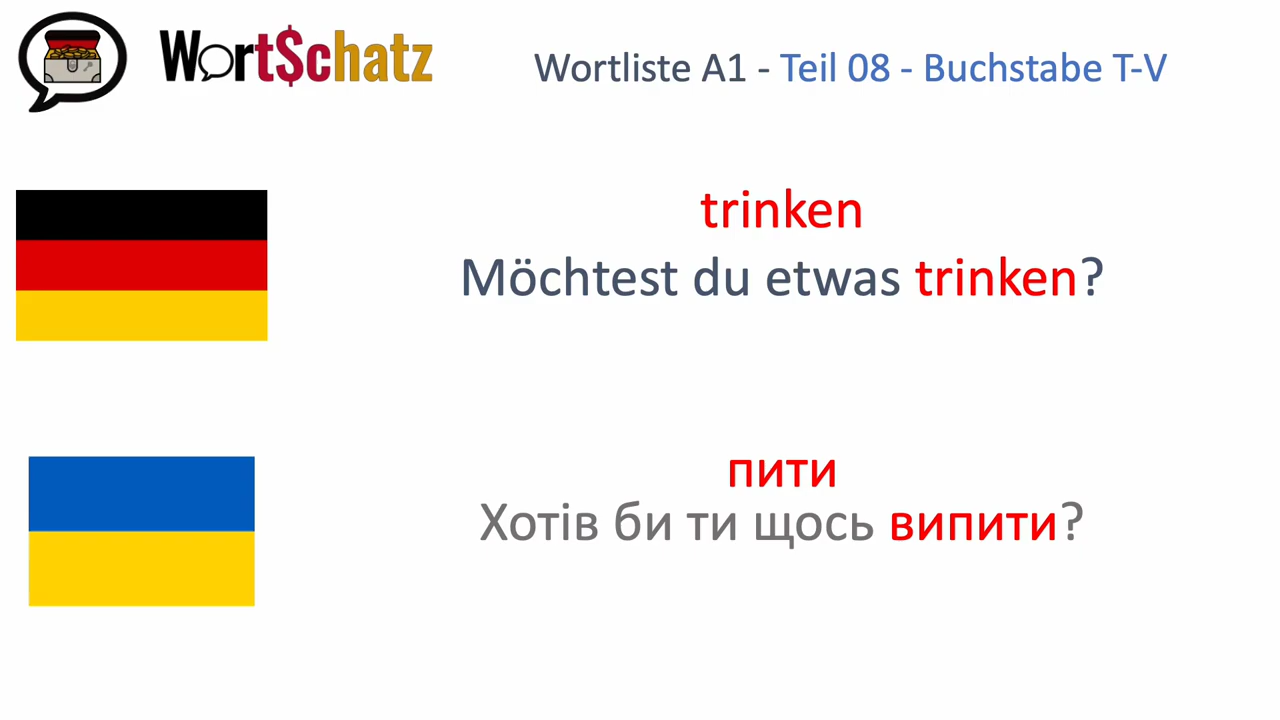 WortSchatz
Wortliste A1 - Teil 08 - Buchstabe T-V
trinken
Möchtest du etwas trinken?
пити
Хотів би ти щось випити?